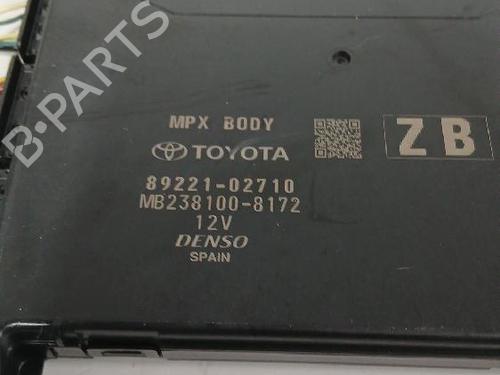 MPX BODY
TOYOTA
ZB
89221-02710
MB238100-8172
12V
DENSO
SPAIN
B-PARTS